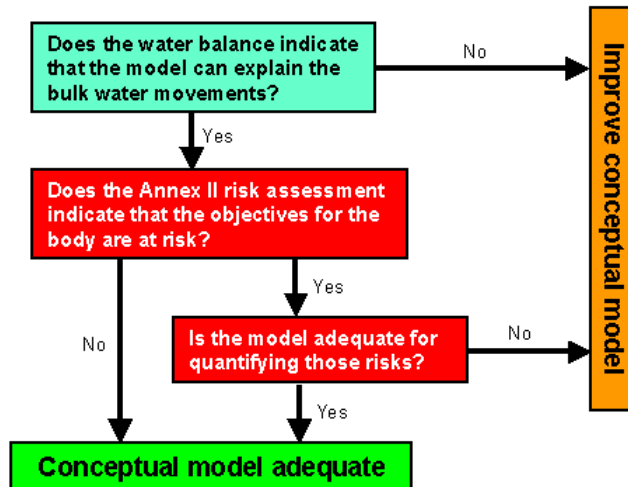 Does the water balance indicate
that the model can explain the
bulk water movements?
No
Yes
Does the Annex II risk assessment
indicate that the objectives for the
body are at risk?
Yes
No
Is the model adequate for
quantifying those risks?
No
Yes
Conceptual model adequate
Improve conceptual model